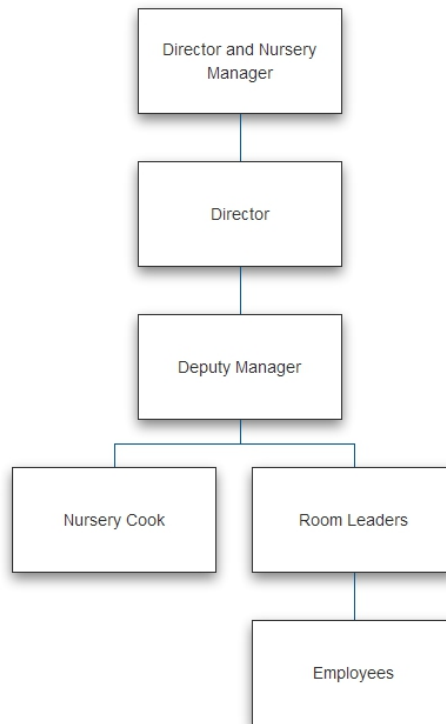 Director and Nursery
Manager
Director
Deputy Manager
Nursery Cook
Room Leaders
Employees